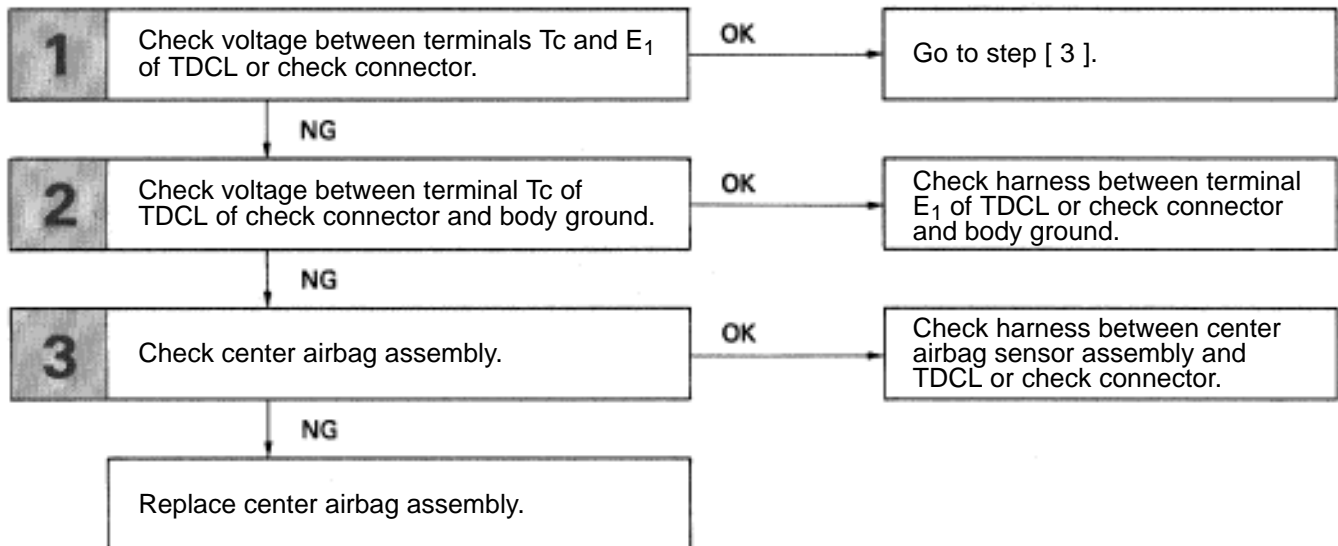 1
Check voltage between terminals Tc and E1
of TDCL or check connector.
OK
Go to step [ 3 ].
NG
2
Check voltage between terminal Tc of
TDCL of check connector and body ground.
OK
Check harness between terminal
E1 of TDCL or check connector
and body ground.
NG
3
Check center airbag assembly.
OK
Check harness between center
airbag sensor assembly and
TDCL or check connector.
NG
Replace center airbag assembly.